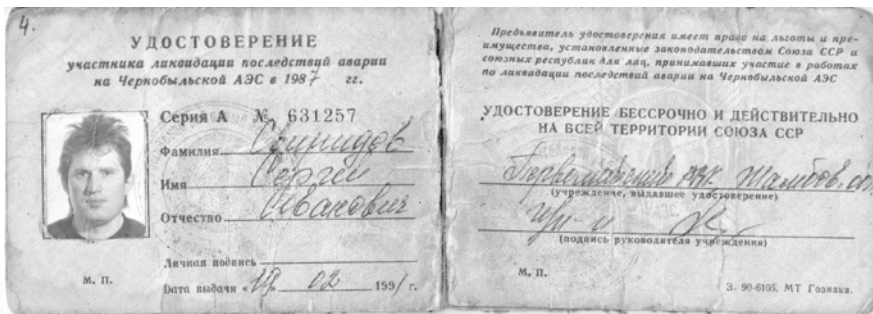 4.
УДОСТОВЕРЕНИЕ
участника ликвидации последствий аварии
на Чернобыльской АЭС в 1987 гг.
Серия А № 631257
Фамилия
Имя Сергей
Отчество Иванович
Личная подпись
Дата выдачи « 19 » 02 1991 г.
М. П.
Предъявитель удостоверения имеет право на льготы и пре-
имущества, установленные законодательством Союза ССР и
союзных республик для лиц, принимавших участие в работах
по ликвидации последствий аварии на Чернобыльской АЭС
УДОСТОВЕРЕНИЕ БЕССРОЧНО И ДЕЙСТВИТЕЛЬНО
НА ВСЕЙ ТЕРРИТОРИИ СОЮЗА ССР
(учреждение, выдавшее удостоверение)
(подпись руководителя учреждения)
М. П.
З. 90-6105. МТ Гознака.